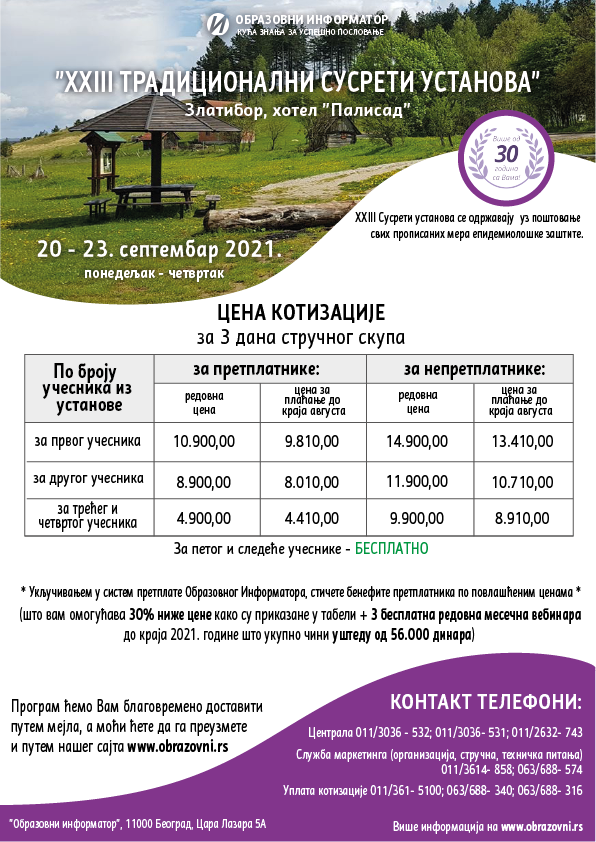 ОБРАЗОВНИ ИНФОРМАТОР
КУЋА ЗНАЊА ЗА УСПЕШНО ПОСЛОВАЊЕ
"XXIII ТРАДИЦИОНАЛНИ СУСРЕТИ УСТАНОВА"
Златибор, хотел "Палисад"
Више од
30
година
са Вама!
XXIII Сусрети установа се одржавају уз поштовање
свих прописаних мера епидемиолошке заштите.
20 - 23. септембар 2021.
понедељак - четвртак
ЦЕНА КОТИЗАЦИЈЕ
за 3 дана стручног скупа
По броју
учесника из
установе
за претплатнике:
за непретплатнике:
редовна
цена
цена за
плаћање до
краја августа
редовна
цена
цена за
плаћање до
краја августа
за првог учесника 10.900,00 9.810,00 14.900,00 13.410,00
за другог учесника 8.900,00 8.010,00 11.900,00 10.710,00
за трећег и
четвртог учесника 4.900,00 4.410,00 9.900,00 8.910,00
За петог и следеће учеснике - БЕСПЛАТНО
* Укључивањем у систем претплате Образовног Информатора, стичете бенефите претплатника по повлашћеним ценама *
(што вам омогућава 30% ниже цене како су приказане у табели + 3 бесплатна редовна месечна вебинара
до краја 2021. године што укупно чини уштеду од 56.000 динара)
Програм ћемо Вам благовремено доставити
путем мејла, а моћи ћете да га преузмете
и путем нашег сајта www.obrazovni.rs
КОНТАКТ ТЕЛЕФОНИ:
Централа 011/3036 - 532; 011/3036- 531; 011/2632- 743
Служба маркетинга (организација, стручна, техничка питања)
011/3614- 858; 063/688- 574
Уплата котизације 011/361- 5100; 063/688- 340; 063/688- 316
"Образовни информатор", 11000 Београд, Цара Лазара 5А
Више информација на www.obrazovni.rs